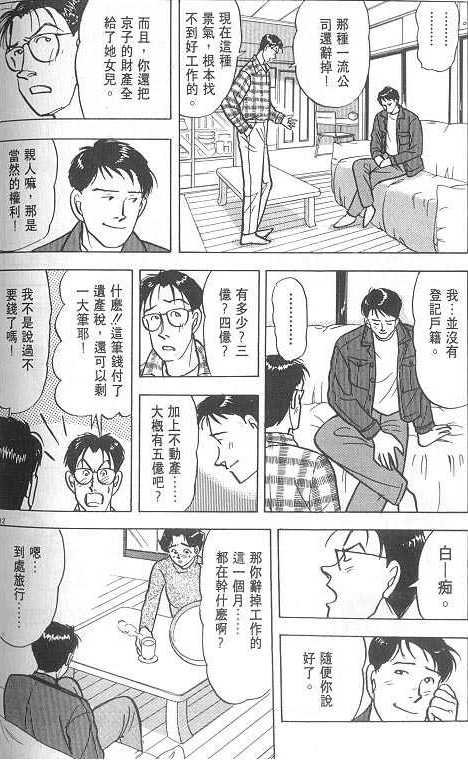 ………
那種一流公
司還辭掉！
現在這種
景氣，根本找
不到好工作的。
而且，你還把
京子的財產全
給了她女兒。
親人嘛，那是
當然的權利！
我…並沒有
登記戶籍。
………
有多少？三
億？四億？
加上不動產……
大概有五億吧？
什麼!!這筆錢付了
遺產稅，還可以剩
一大筆耶！
我不是說過不
要錢了嗎！
白─痴。
隨便你說
好了。
那你辭掉工作的
這一個月……
都在幹什麼啊？
嗯…
到處旅行……
12